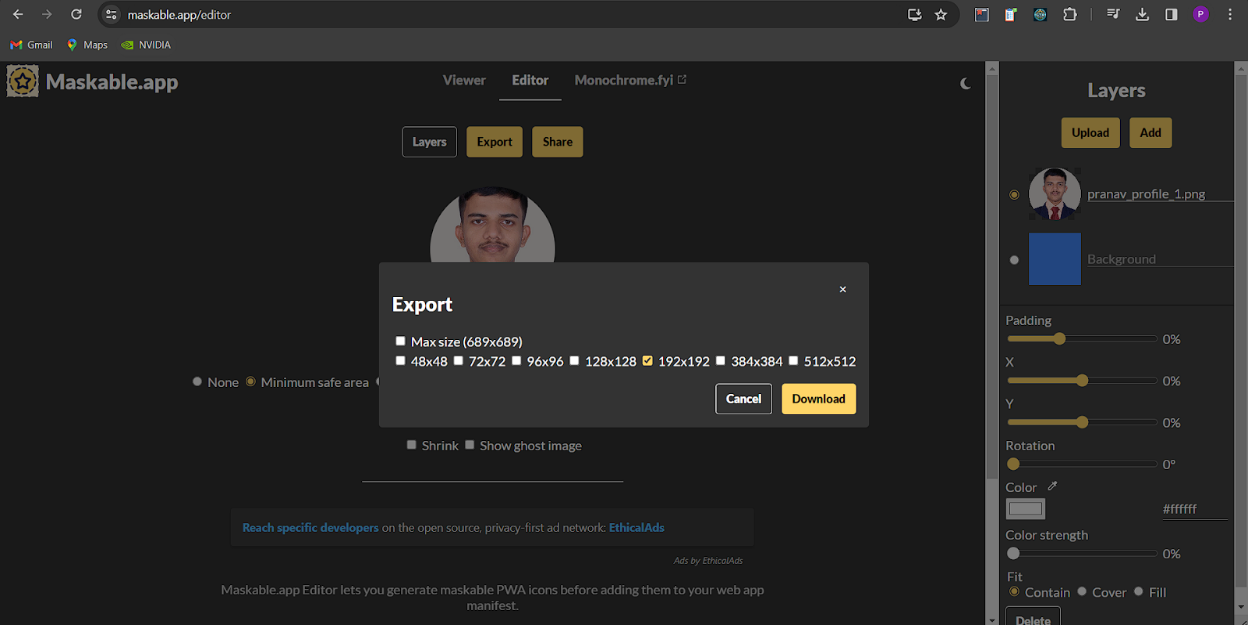 maskable.app/editor
P
Gmail Maps NVIDIA
Maskable.app
Viewer Editor Monochrome.fyi
Layers Export Share
Export
×
Max size (689x689)
48x48 72x72 96x96 128x128 192x192 384x384 512x512
Cancel Download
None Minimum safe area
Shrink Show ghost image
Reach specific developers on the open source, privacy-first ad network: EthicalAds
Ads by EthicalAds
Maskable.app Editor lets you generate maskable PWA icons before adding them to your web app
manifest.
Layers
Upload Add
pranav_profile_1.png
Background
Padding
0%
X
0%
Y
0%
Rotation
0°
Color
#ffffff
Color strength
0%
Fit
Contain Cover Fill
Delete